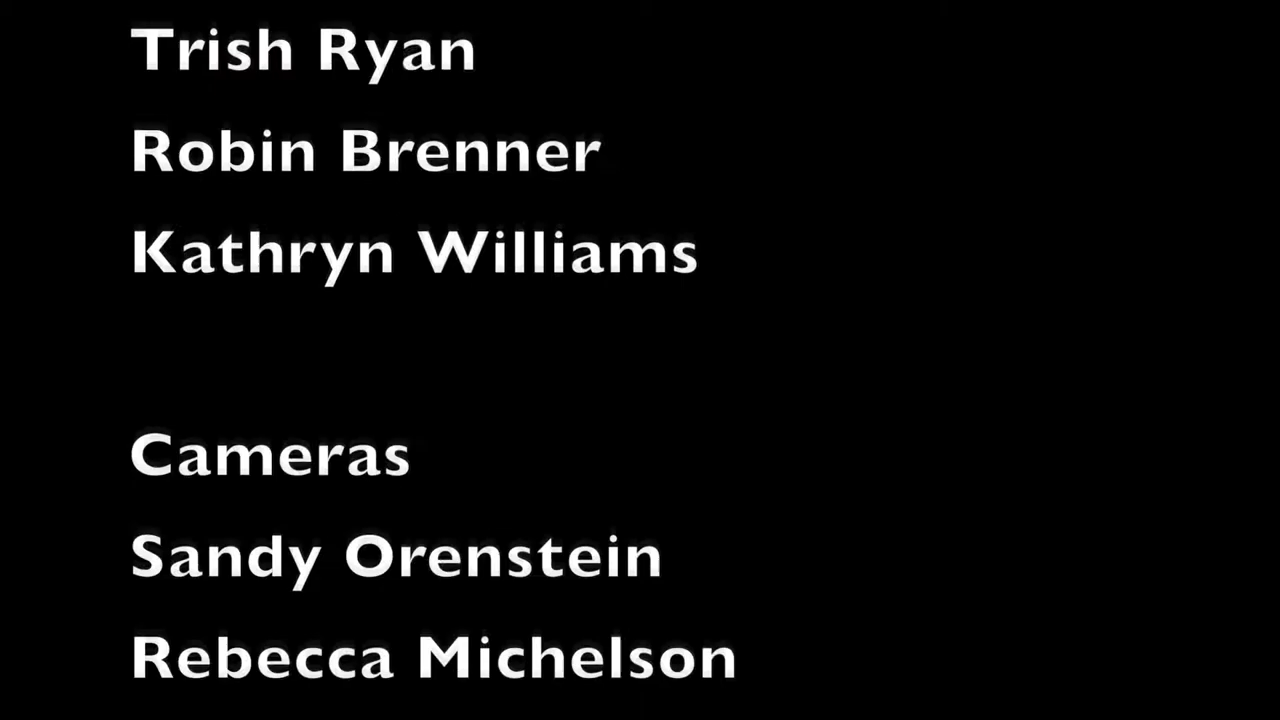 Trish Ryan
Robin Brenner
Kathryn Williams
Cameras
Sandy Orenstein
Rebecca Michelson